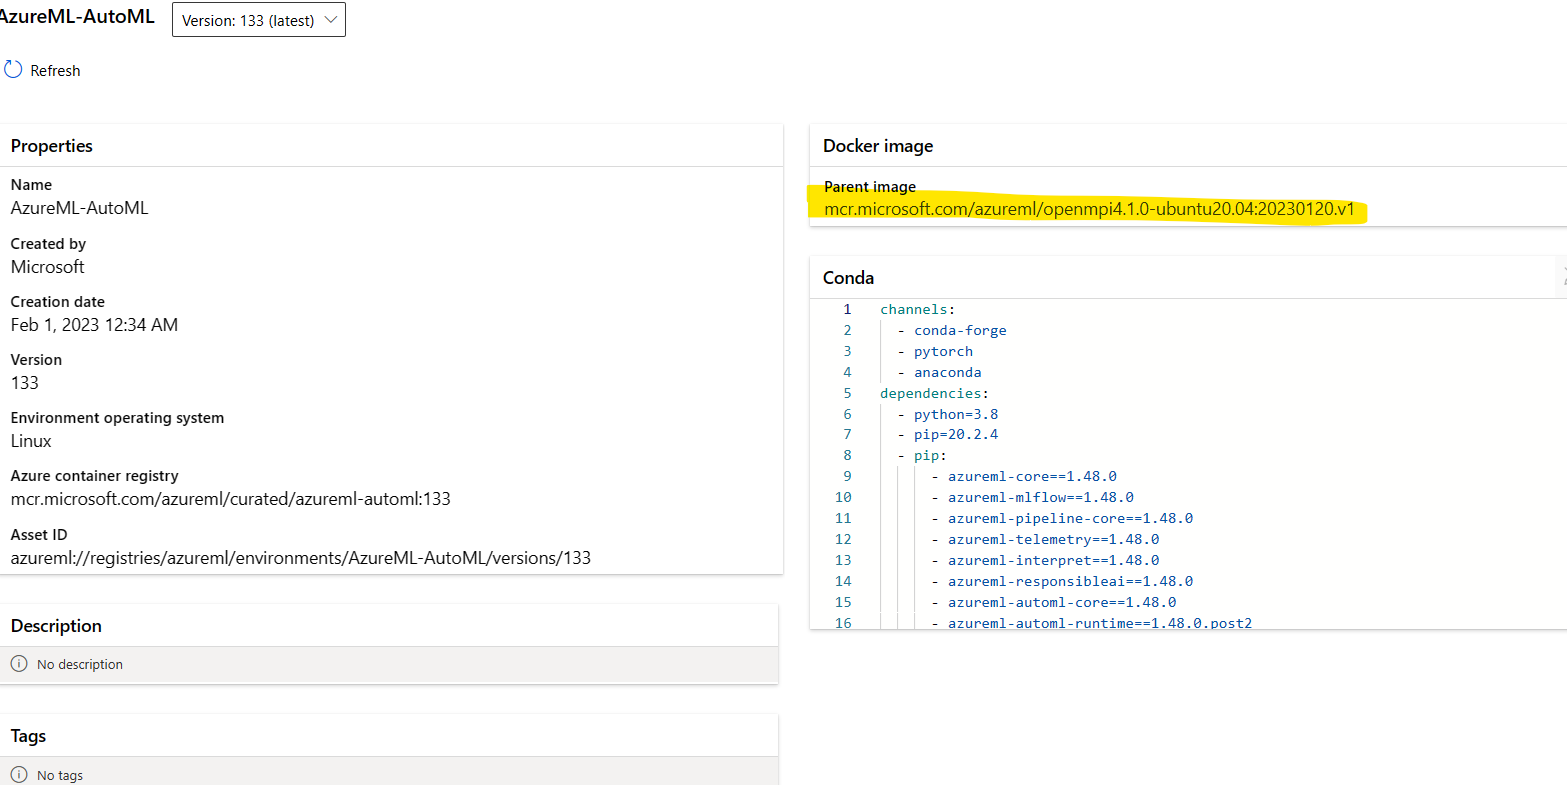 AzureML-AutoML
Version: 133 (latest)
Refresh
Properties
Name
AzureML-AutoML
Created by
Microsoft
Creation date
Feb 1, 2023 12:34 AM
Version
133
Environment operating system
Linux
Azure container registry
mcr.microsoft.com/azureml/curated/azureml-automl:133
Asset ID
azureml://registries/azureml/environments/AzureML-AutoML/versions/133
Description
No description
Tags
No tags
Docker image
Parent image
mcr.microsoft.com/azureml/openmpi4.1.0-ubuntu20.04:20230120.v1
Conda
1 channels:
2 - conda-forge
3 - pytorch
4 - anaconda
5 dependencies:
6 - python=3.8
7 - pip=20.2.4
8 - pip:
9 - azureml-core==1.48.0
10 - azureml-mlflow==1.48.0
11 - azureml-pipeline-core==1.48.0
12 - azureml-telemetry==1.48.0
13 - azureml-interpret==1.48.0
14 - azureml-responsibleai==1.48.0
15 - azureml-automl-core==1.48.0
16 - azureml-automl-runtime==1.48.0.post2